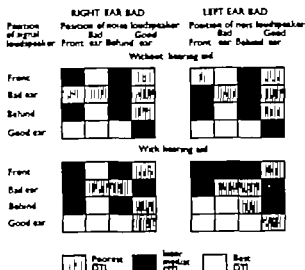 RIGHT EAR BAD LEFT EAR BAD
Position of signal loudspeaker
Position of noise loudspeaker
Bad Good
Front ear Behind ear
Position of noise loudspeaker
Bad Good
Front ear Behind ear
Without hearing aid
Front
Bad ear
Behind
Good ear
With hearing aid
Front
Bad ear
Behind
Good ear
Poorest
Best